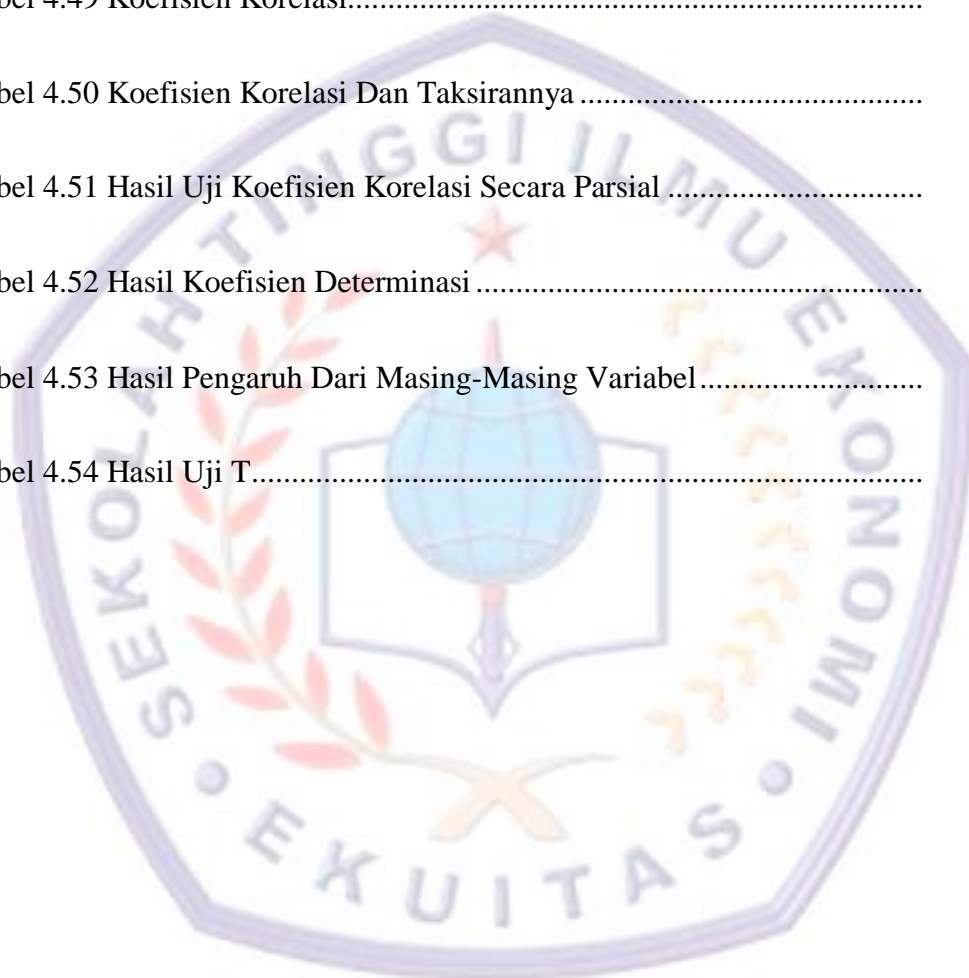 bel 4.49 Koefisien Korelasi........................................................................
bel 4.50 Koefisien Korelasi Dan Taksirannya ...........................................
bel 4.51 Hasil Uji Koefisien Korelasi Secara Parsial ................................
bel 4.52 Hasil Koefisien Determinasi ........................................................
bel 4.53 Hasil Pengaruh Dari Masing-Masing Variabel............................
bel 4.54 Hasil Uji T....................................................................................
SEKOLAH TINGGI ILMU EKONOMI
• EKUITAS •